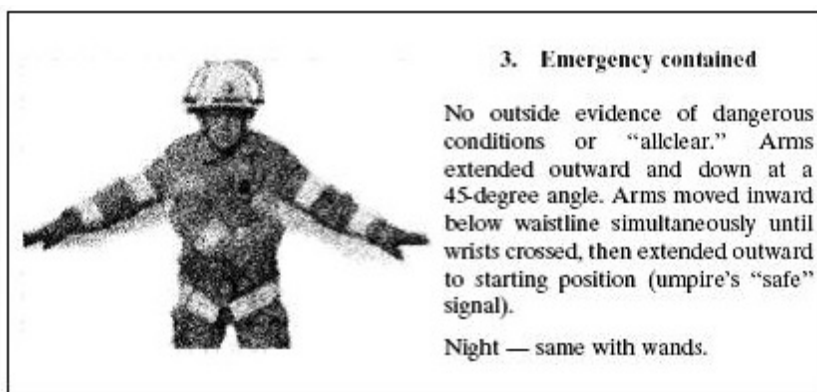 3. Emergency contained
No outside evidence of dangerous
conditions or “allclear.” Arms
extended outward and down at a
45-degree angle. Arms moved inward
below waistline simultaneously until
wrists crossed, then extended outward
to starting position (umpire’s “safe”
signal).
Night — same with wands.